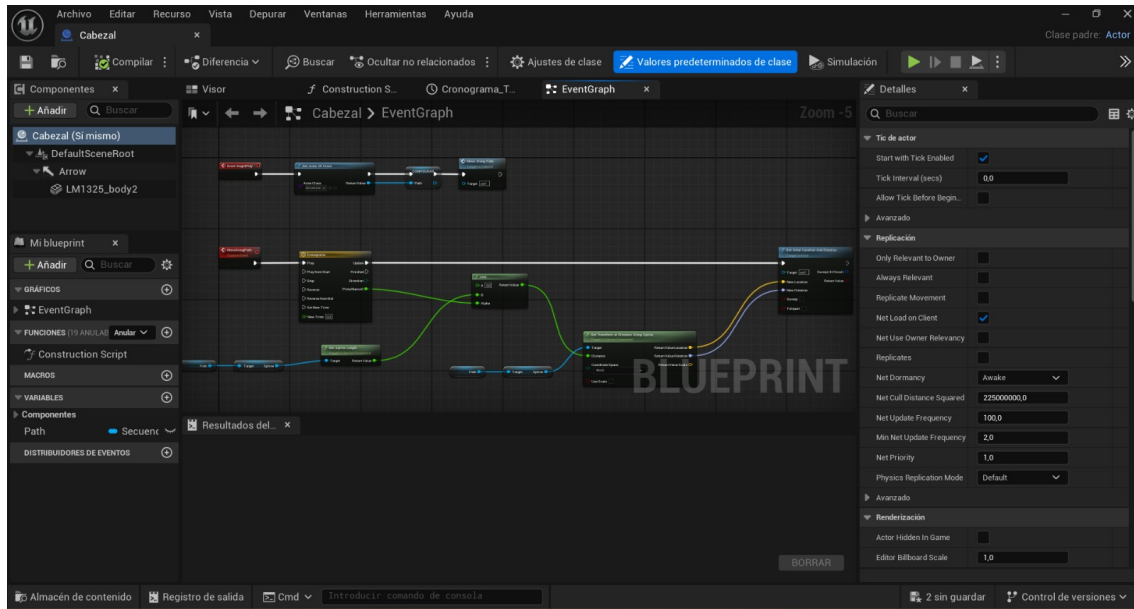 Archivo Editar Recurso Vista Depurar Ventanas Herramientas Ayuda
Cabezal
Clase padre: Actor
Compilar
Diferencia
Buscar
Ocultar no relacionados
Ajustes de clase
Valores predeterminados de clase
Simulación
Componentes
Añadir
Buscar
Cabezal (Sí mismo)
DefaultSceneRoot
Arrow
LM1325_body2
Mi blueprint
Añadir
Buscar
GRÁFICOS
EventGraph
FUNCIONES (19 ANULAB
Anular
Construction Script
MACROS
VARIABLES
Componentes
Path
Secuenc
DISTRIBUIDORES DE EVENTOS
Visor
Construction S...
Cronograma_T...
EventGraph
Cabezal > EventGraph
Zoom -5
BLUEPRINT
Resultados del...
BORRAR
Detalles
Buscar
Tic de actor
Start with Tick Enabled
Tick Interval (secs) 0,0
Allow Tick Before Begin...
Avanzado
Replicación
Only Relevant to Owner
Always Relevant
Replicate Movement
Net Load on Client
Net Use Owner Relevancy
Replicates
Net Dormancy Awake
Net Cull Distance Squared 225000000,0
Net Update Frequency 100,0
Min Net Update Frequency 2,0
Net Priority 1,0
Physics Replication Mode Default
Avanzado
Renderización
Actor Hidden In Game
Editor Billboard Scale 1,0
Almacén de contenido
Registro de salida
Cmd
Introducir comando de consola
2 sin guardar
Control de versiones